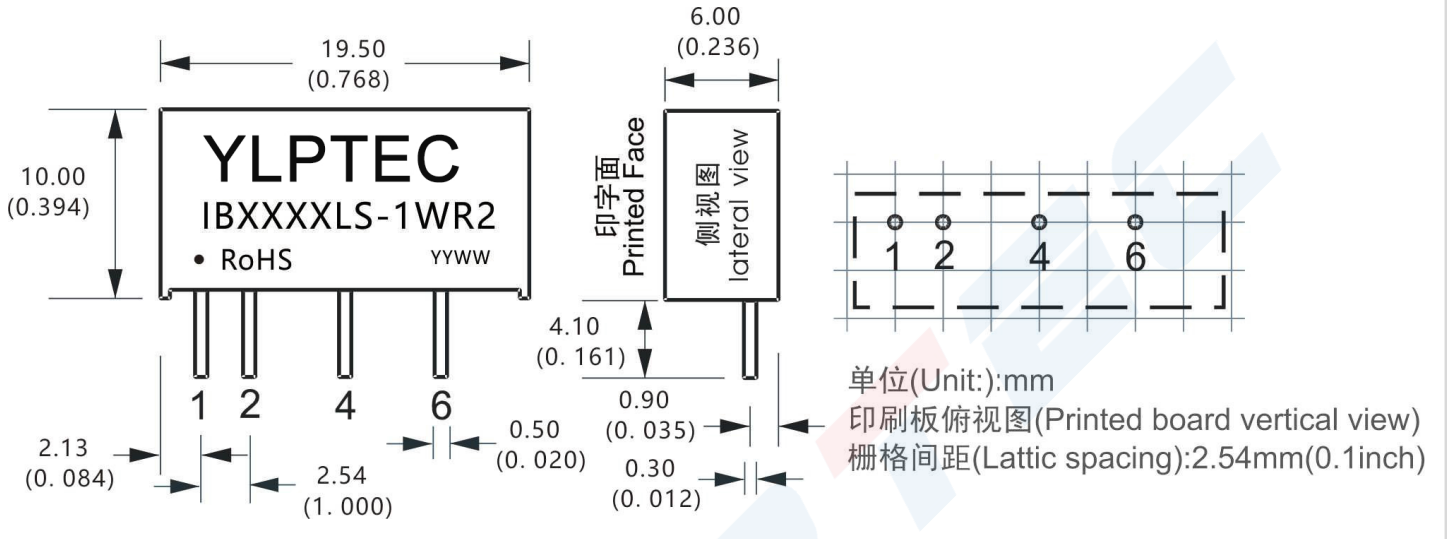 19.50
(0.768)
6.00
(0.236)
10.00
(0.394)
YLPTEC
IBXXXXLS-1WR2
• RoHS
YYWW
印字面
Printed Face
侧视图
lateral view
1
2
4
6
4.10
(0. 161)
1
2
4
6
2.13
(0. 084)
2.54
(1. 000)
0.50
(0. 020)
0.90
(0. 035)
0.30
(0. 012)
单位(Unit:):mm
印刷板俯视图(Printed board vertical view)
栅格间距(Lattic spacing):2.54mm(0.1inch)